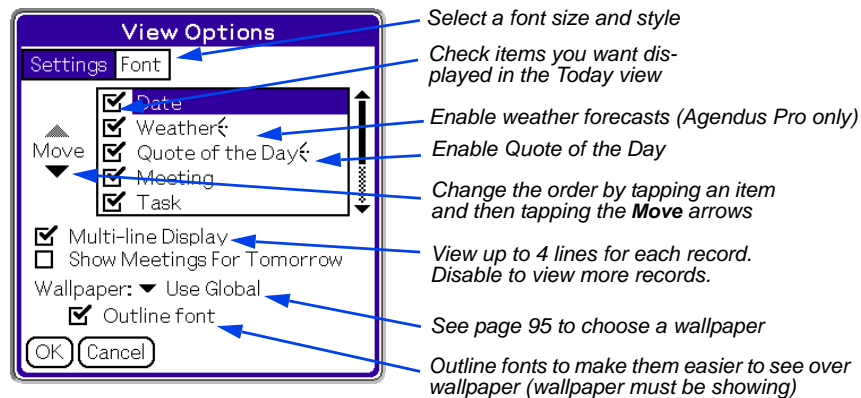 View Options
Settings Font
Date
Weather
Quote of the Day
Meeting
Task
Move
Multi-line Display
Show Meetings For Tomorrow
Wallpaper: Use Global
Outline font
OK Cancel
Select a font size and style
Check items you want dis-
played in the Today view
Enable weather forecasts (Agendus Pro only)
Enable Quote of the Day
Change the order by tapping an item
and then tapping the Move arrows
View up to 4 lines for each record.
Disable to view more records.
See page 95 to choose a wallpaper
Outline fonts to make them easier to see over
wallpaper (wallpaper must be showing)